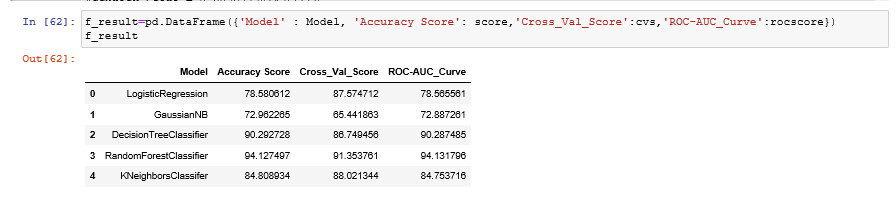 In [62]: f_result=pd.DataFrame({'Model' : Model, 'Accuracy Score': score,'Cross_Val_Score':cvs,'ROC-AUC_Curve':rocscore})
f_result
Out[62]:
Model Accuracy Score Cross_Val_Score ROC-AUC_Curve
0 LogisticRegression 78.580612 87.574712 78.565561
1 GaussianNB 72.962265 65.441863 72.887261
2 DecisionTreeClassifier 90.292728 86.749456 90.287485
3 RandomForestClassifier 94.127497 91.353761 94.131796
4 KNeighborsClassifer 84.808934 88.021344 84.753716